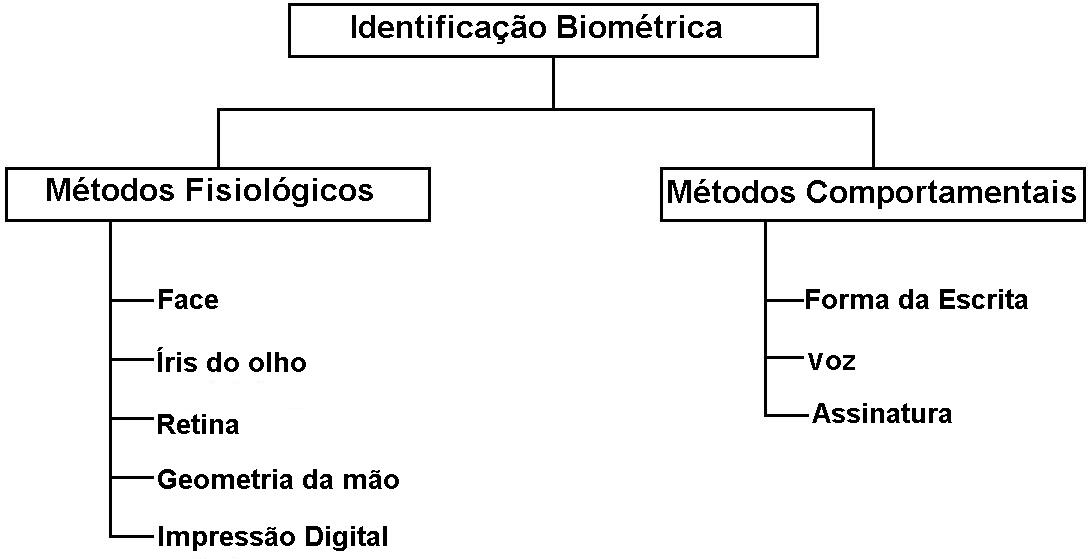 Identificação Biométrica
Métodos Fisiológicos
Face
Íris do olho
Retina
Geometria da mão
Impressão Digital
Métodos Comportamentais
Forma da Escrita
Voz
Assinatura